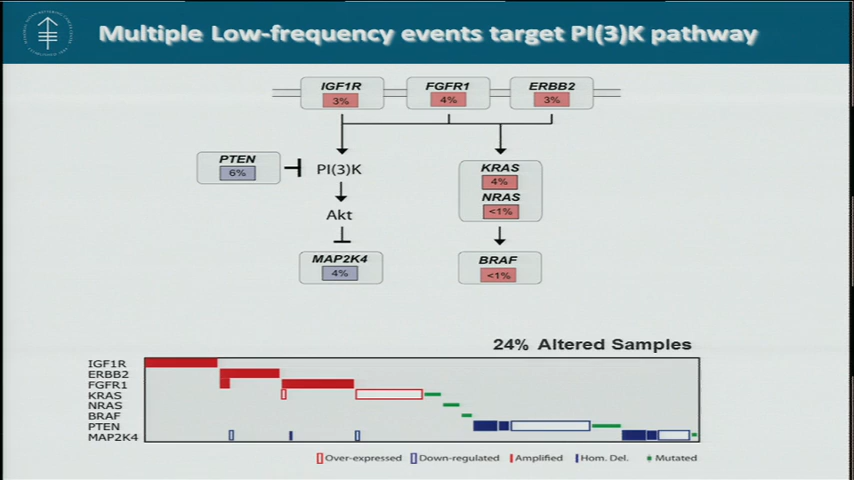 Multiple Low-frequency events target PI(3)K pathway
IGF1R
3%
FGFR1
4%
ERBB2
3%
PTEN
6%
PI(3)K
KRAS
4%
NRAS
<1%
Akt
MAP2K4
4%
BRAF
<1%
24% Altered Samples
IGF1R
ERBB2
FGFR1
KRAS
NRAS
BRAF
PTEN
MAP2K4
Over-expressed Down-regulated Amplified Hom. Del. Mutated